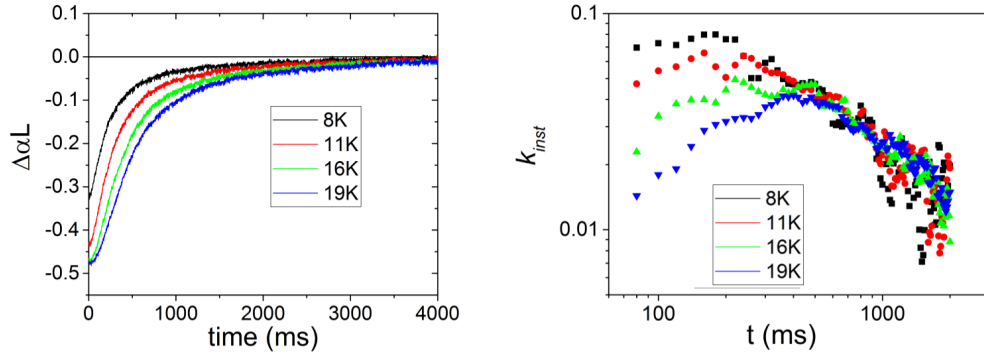 0.1
0.0
-0.1
-0.2
-0.3
-0.4
-0.5
ΔαL
8K
11K
16K
19K
0
1000
2000
3000
4000
time (ms)
0.1
0.01
k_inst
8K
11K
16K
19K
100
1000
t (ms)